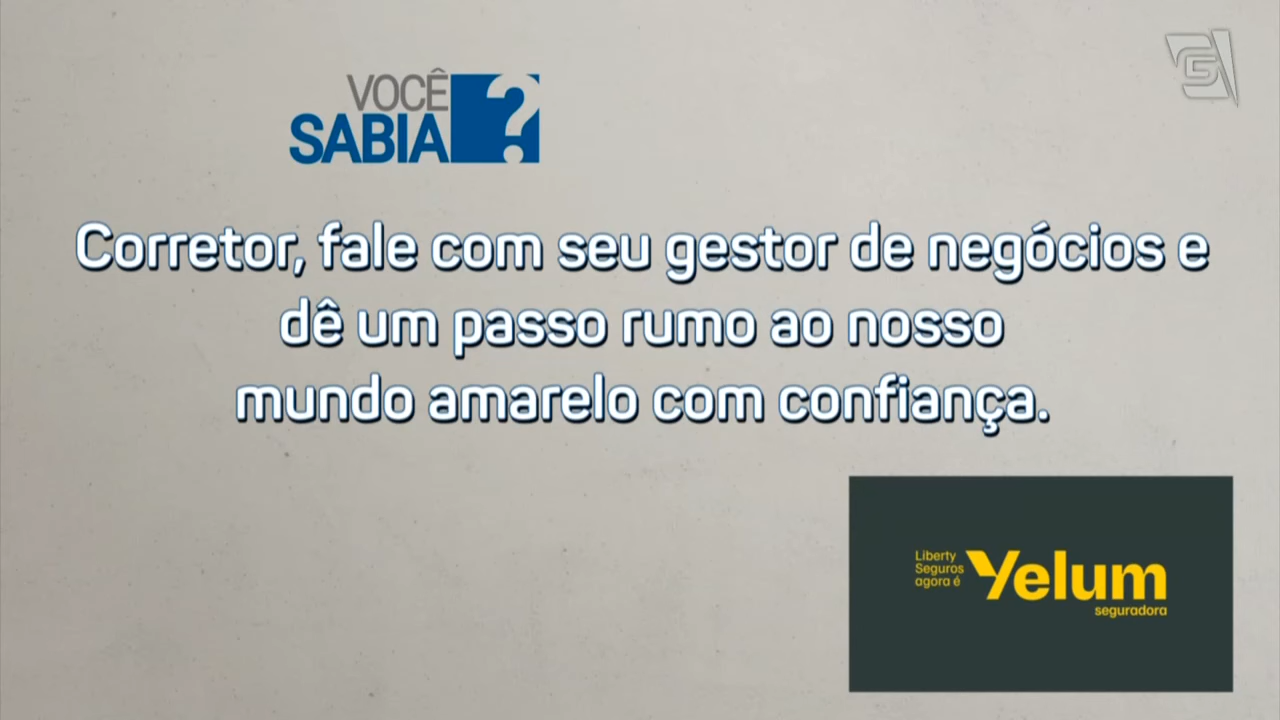 VOCÊ
SABIA?
Corretor, fale com seu gestor de negócios e
dê um passo rumo ao nosso
mundo amarelo com confiança.
Liberty
Seguros
agora é
Yelum
seguradora